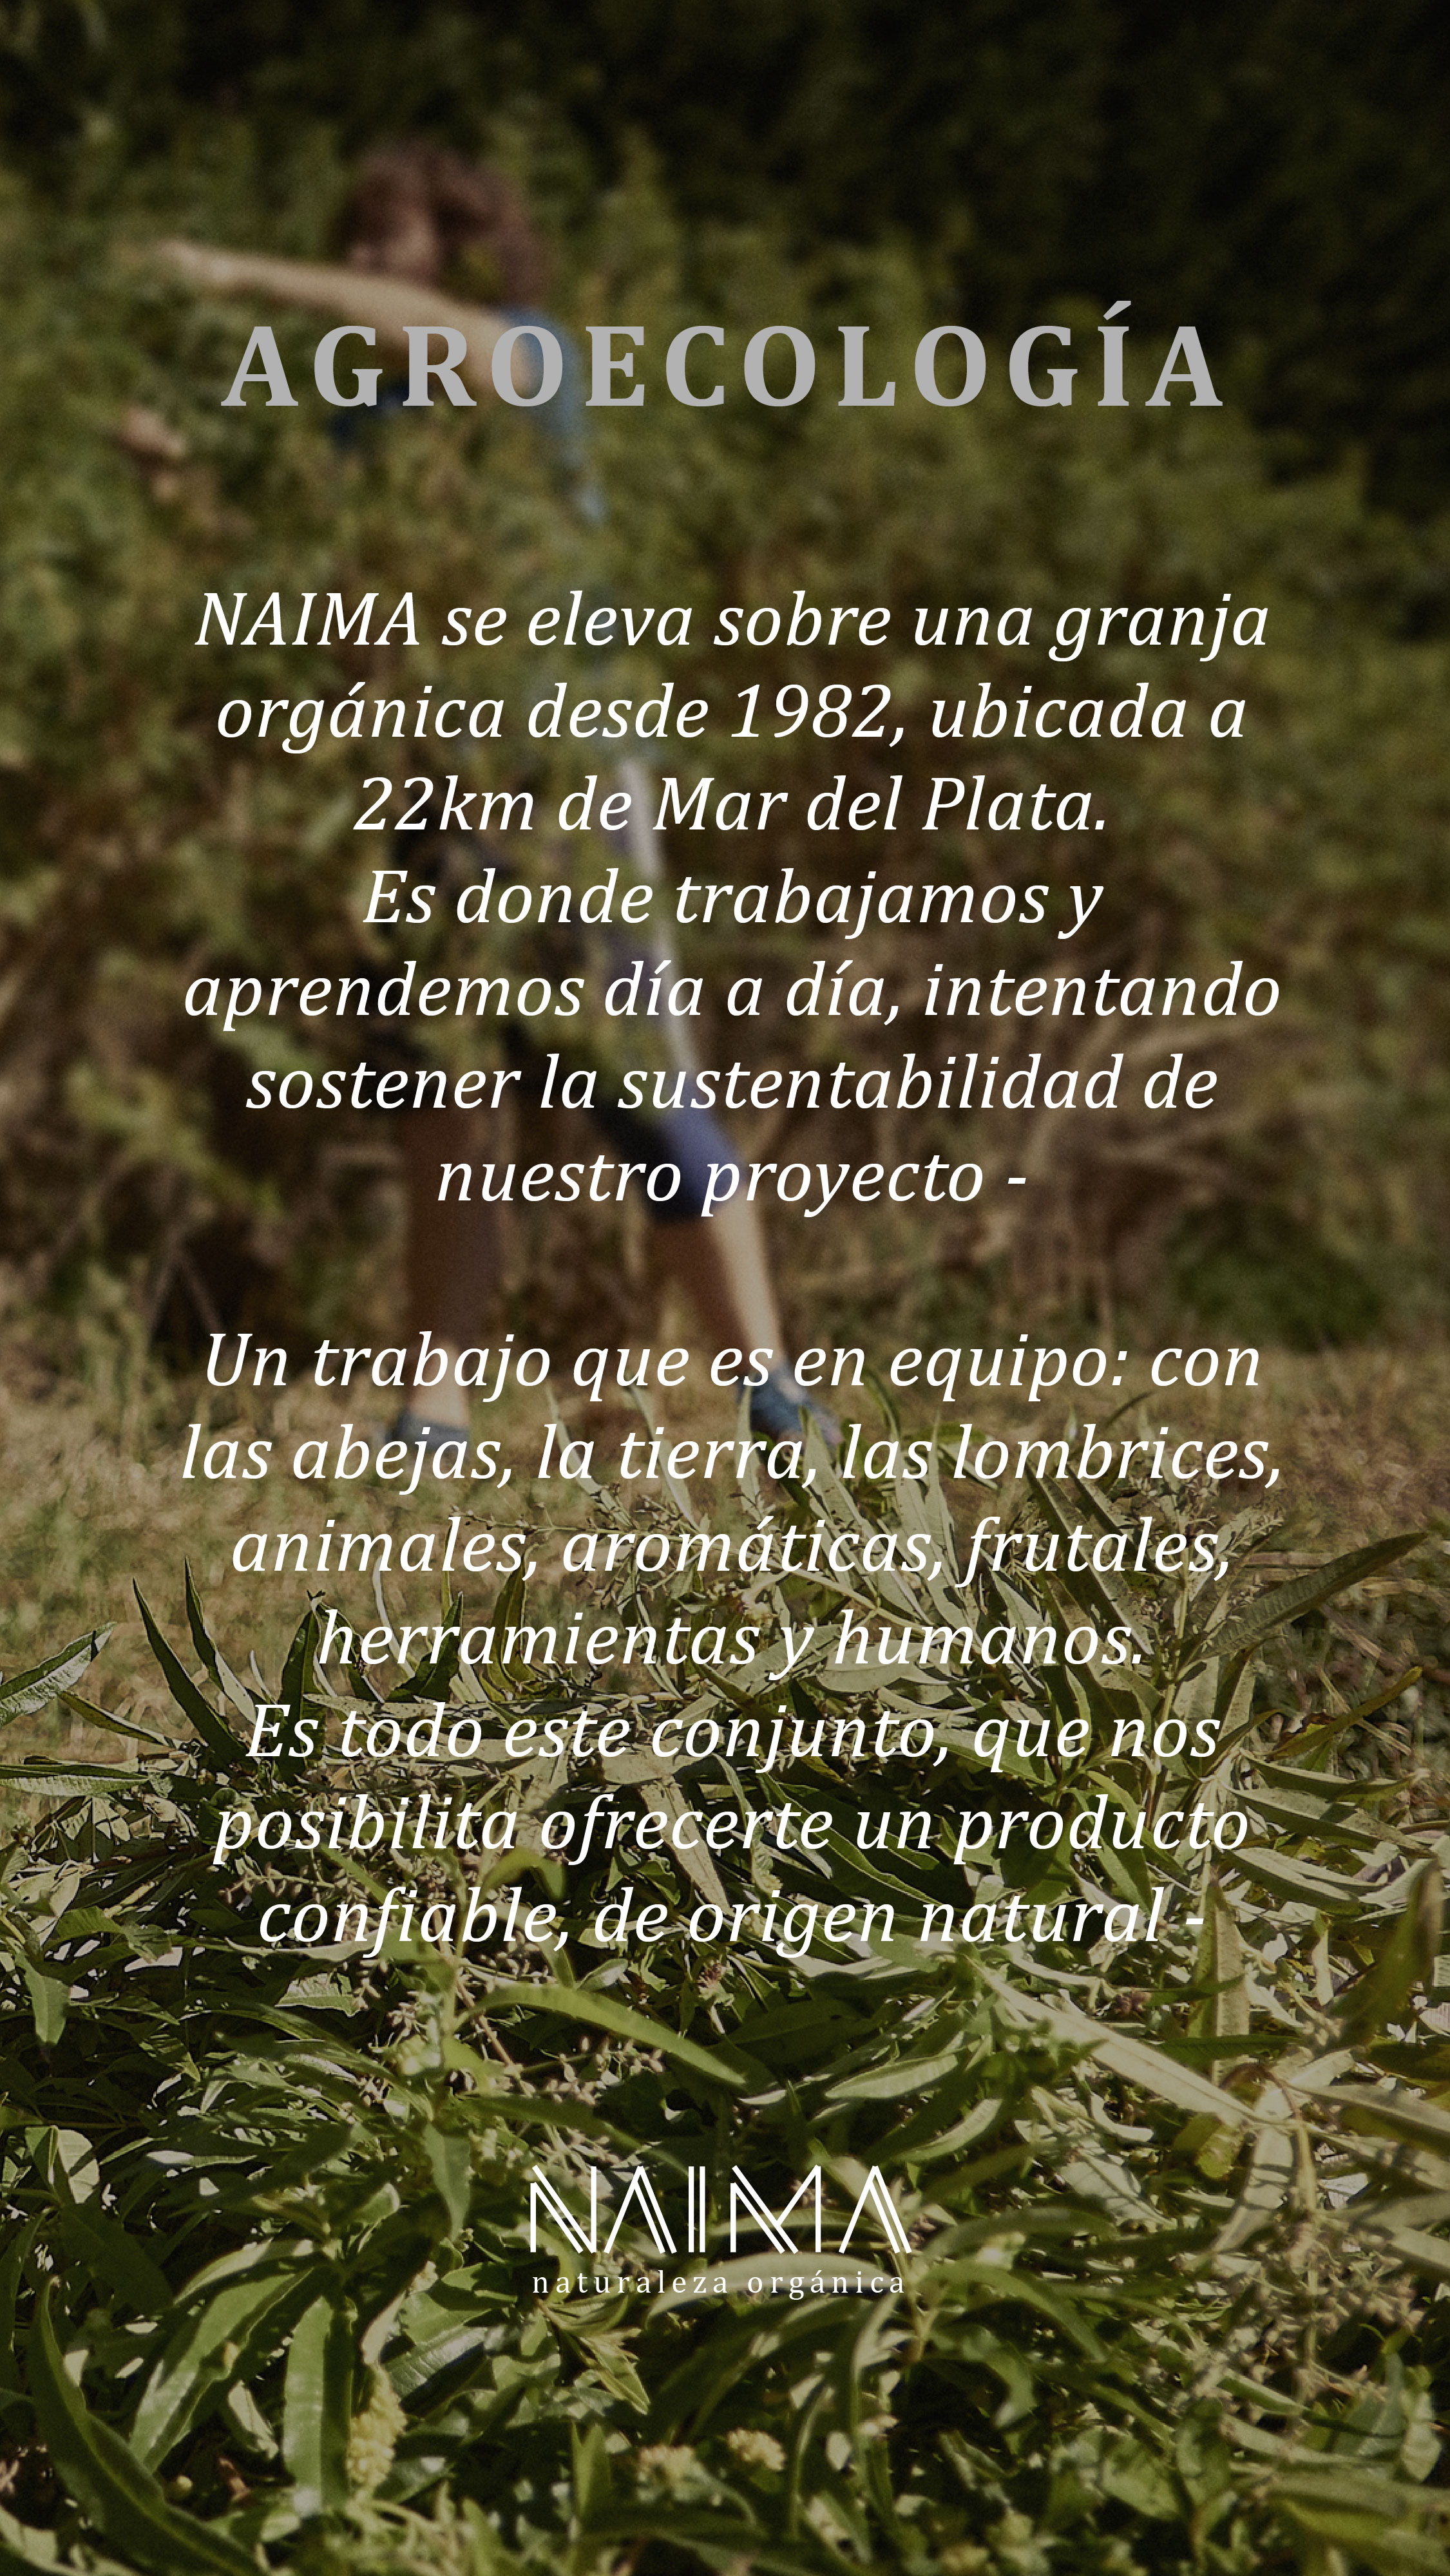 AGROECOLOGÍA
NAIMA se eleva sobre una granja
orgánica desde 1982, ubicada a
22km de Mar del Plata.
Es donde trabajamos y
aprendemos día a día, intentando
sostener la sustentabilidad de
nuestro proyecto -
Un trabajo que es en equipo: con
las abejas, la tierra, las lombrices,
animales, aromáticas, frutales,
herramientas y humanos.
Es todo este conjunto, que nos
posibilita ofrecerte un producto
confiable, de origen natural -
NAIMA
naturaleza orgánica